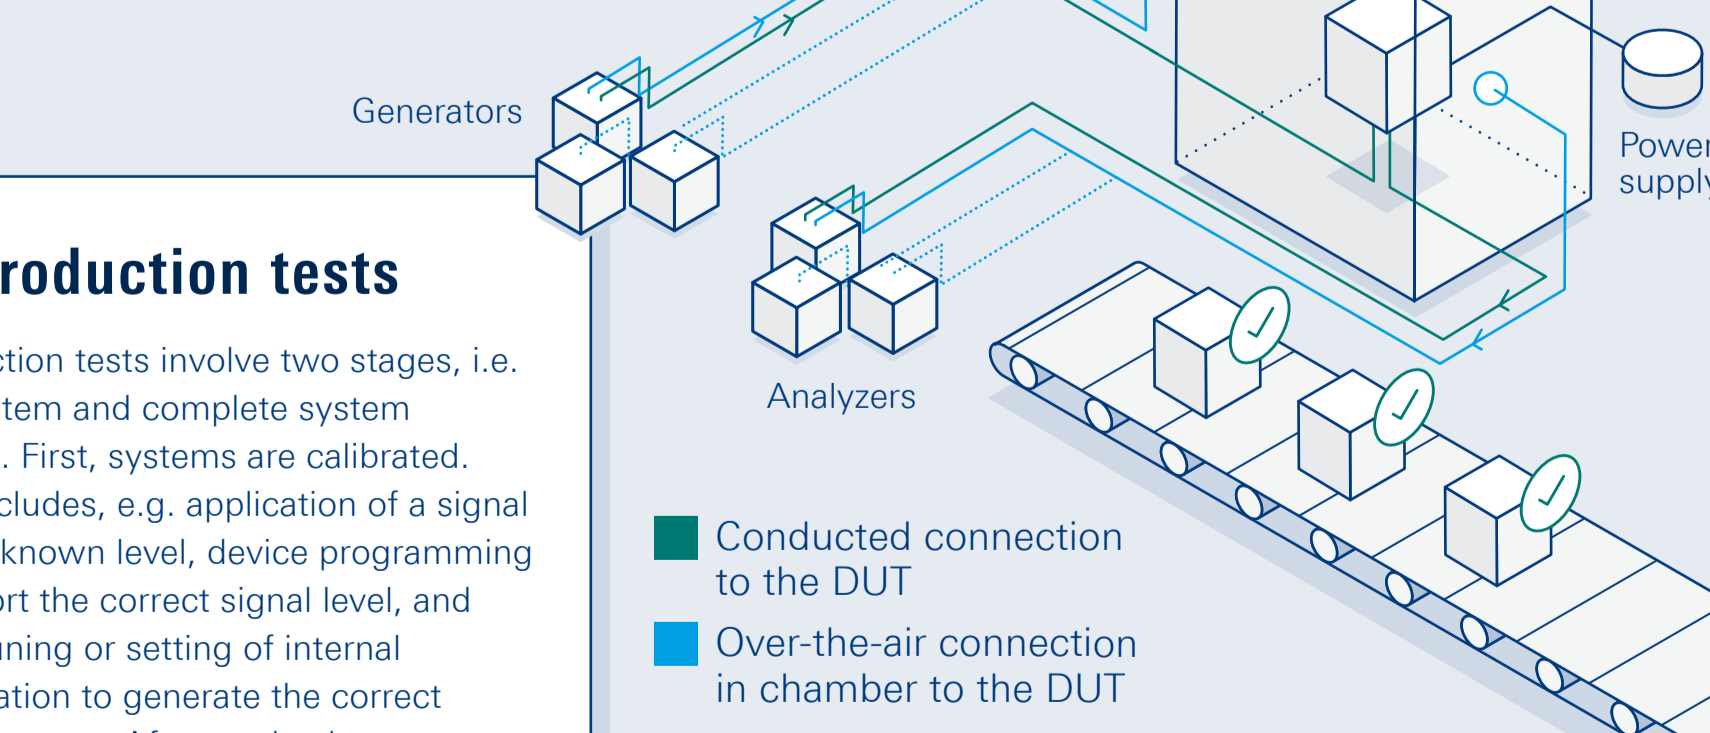 Generators
Power
supply
roduction tests
ction tests involve two stages, i.e.
tem and complete system
. First, systems are calibrated.
cludes, e.g. application of a signal
known level, device programming
ort the correct signal level, and
ning or setting of internal
ation to generate the correct
Analyzers
Conducted connection
to the DUT
Over-the-air connection
in chamber to the DUT